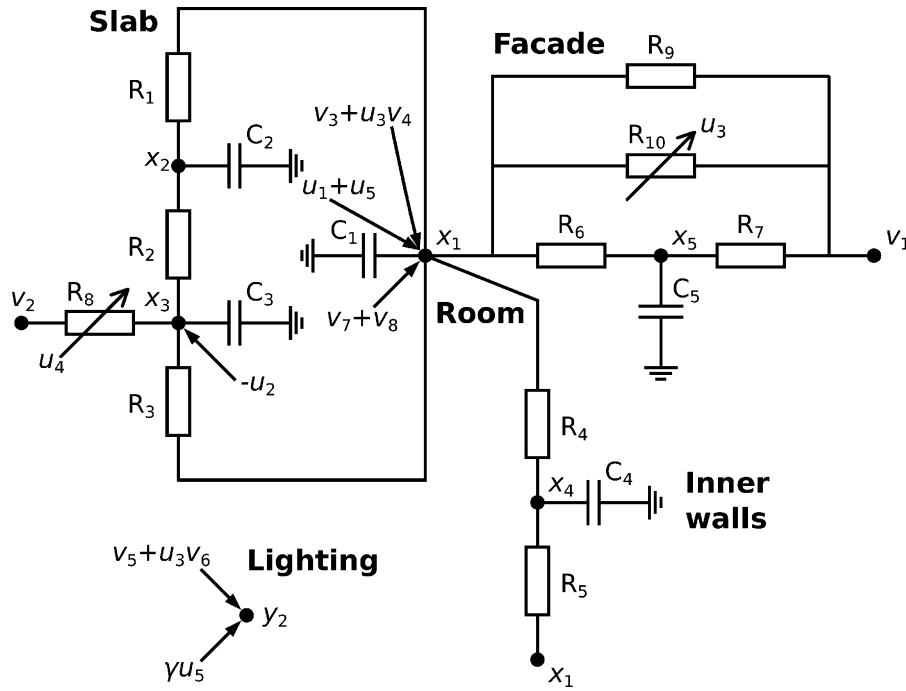 Slab
Facade
R₉
R₁
v₃+u₃v₄
R₁₀
u₃
C₂
x₂
u₁+u₅
C₁
x₁
R₆
x₅
R₇
v₁
R₂
v₂
R₈
x₃
C₃
C₅
v₇+v₈
Room
u₄
-u₂
R₃
R₄
x₄
C₄
Inner
walls
v₅+u₃v₆
Lighting
R₅
y₂
γu₅
x₁